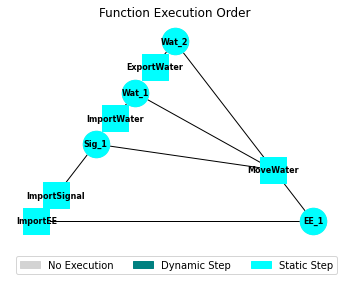 Function Execution Order
Wat_2
ExportWater
Wat_1
ImportWater
Sig_1
MoveWater
ImportSignal
ImportEE
EE_1
No Execution
Dynamic Step
Static Step